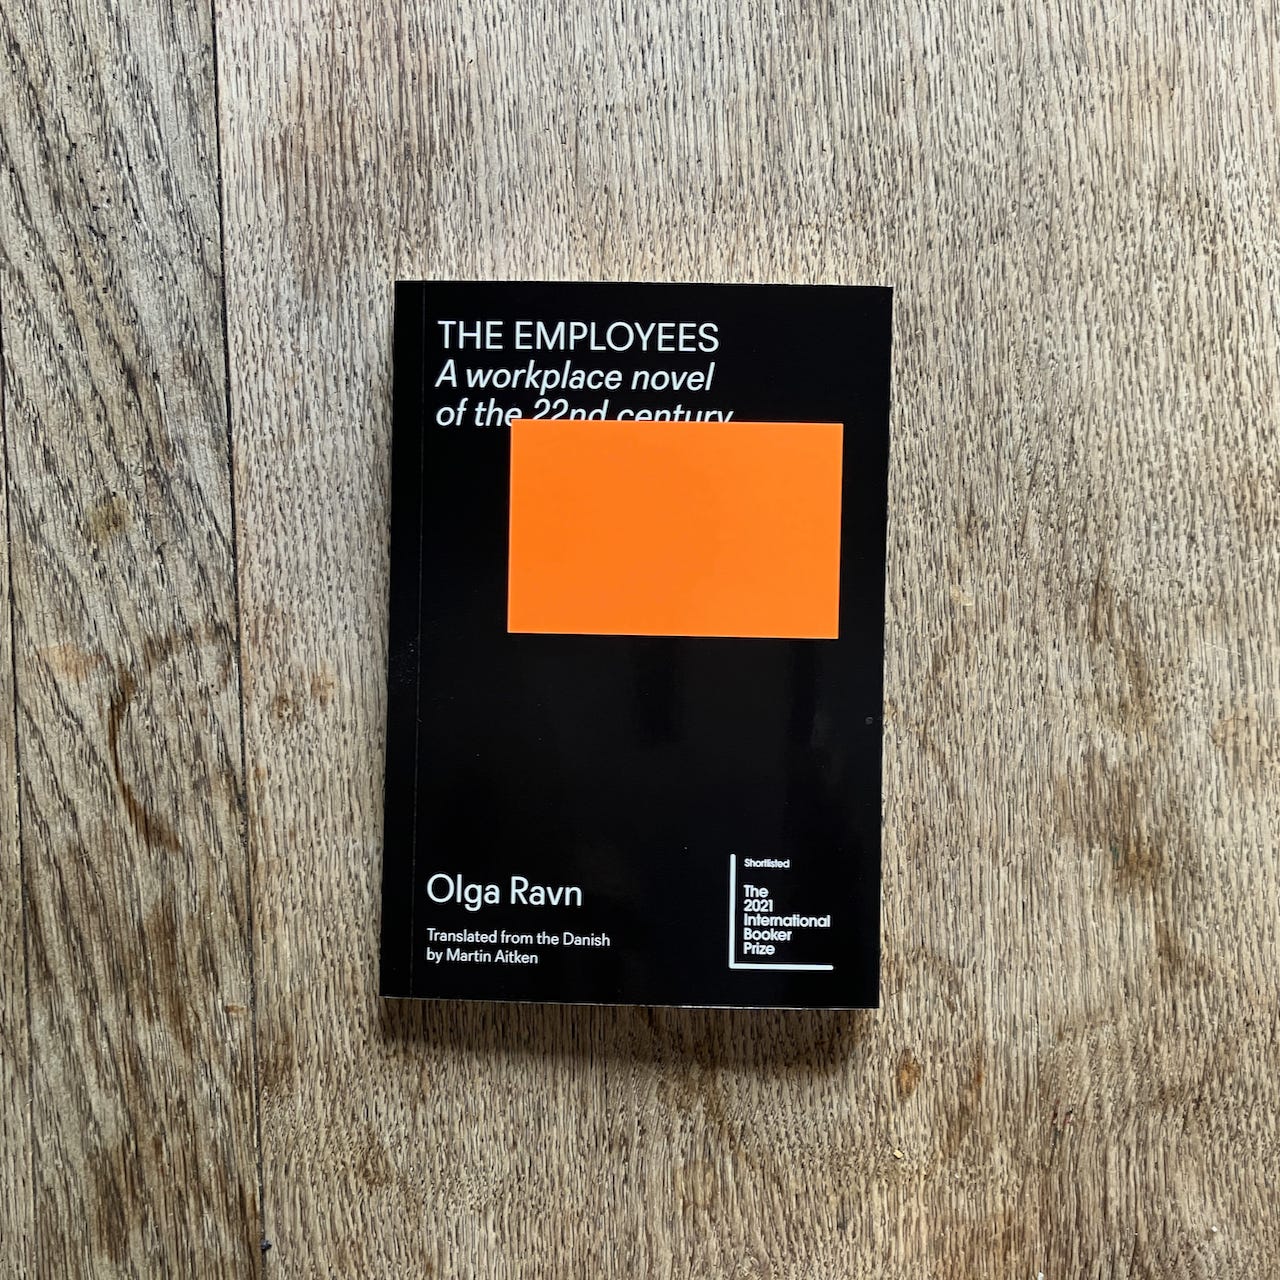 THE EMPLOYEES
A workplace novel
of the 22nd century
Olga Ravn
Translated from the Danish
by Martin Aitken
Shortlisted
The
2021
International
Booker
Prize